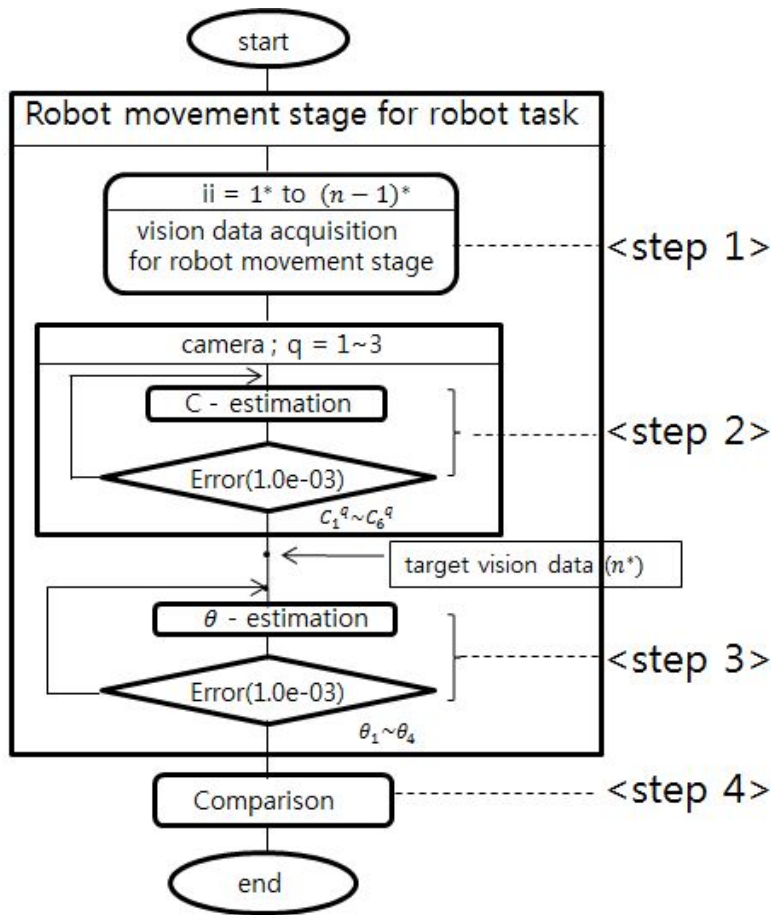 start
Robot movement stage for robot task
ii = 1* to (n − 1)*
vision data acquisition
for robot movement stage
<step 1>
camera ; q = 1~3
C - estimation
<step 2>
Error(1.0e-03)
C₁^q~C₆^q
target vision data (n*)
θ - estimation
<step 3>
Error(1.0e-03)
θ₁~θ₄
Comparison
<step 4>
end